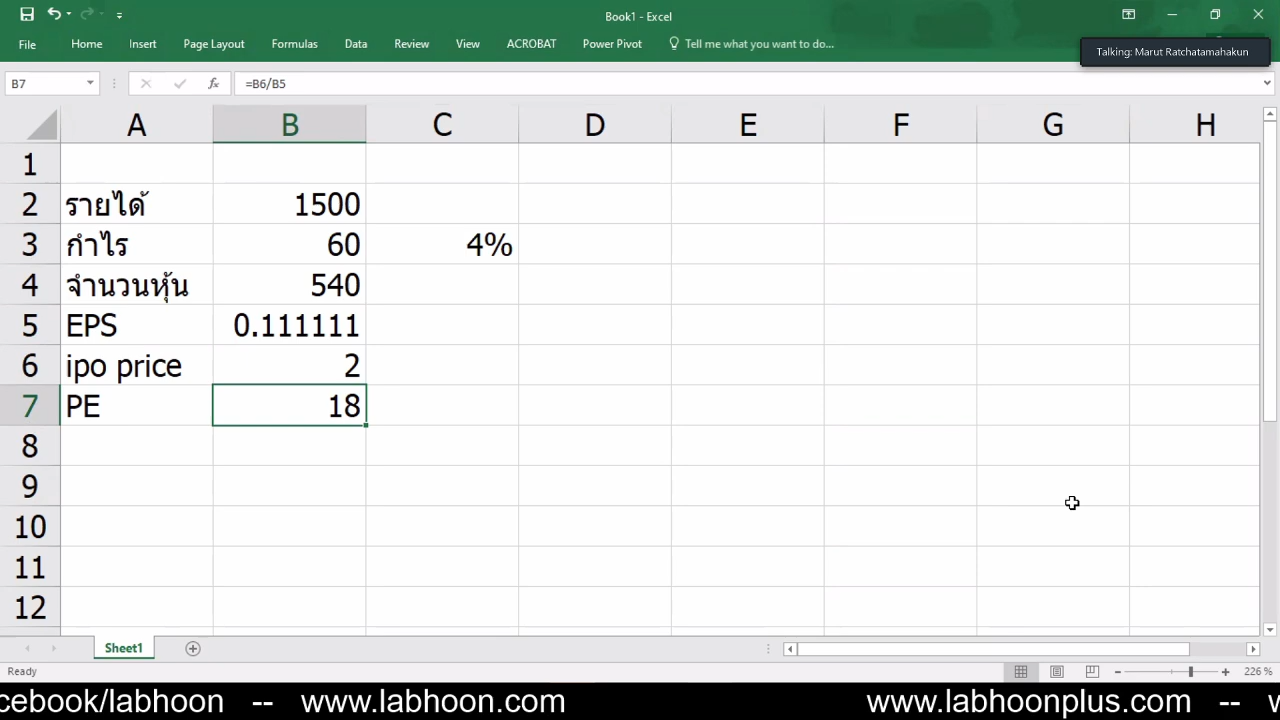 Book1 - Excel
File Home Insert Page Layout Formulas Data Review View ACROBAT Power Pivot Tell me what you want to do...
Talking: Marut Ratchatamahakun
B7 fx =B6/B5
A B C D E F G H
1
2 รายได้ 1500
3 กำไร 60 4%
4 จำนวนหุ้น 540
5 EPS 0.111111
6 ipo price 2
7 PE 18
8
9
10
11
12
Sheet1
Ready 226 %
cebook/labhoon -- www.labhoon.com www.labhoonplus.com --